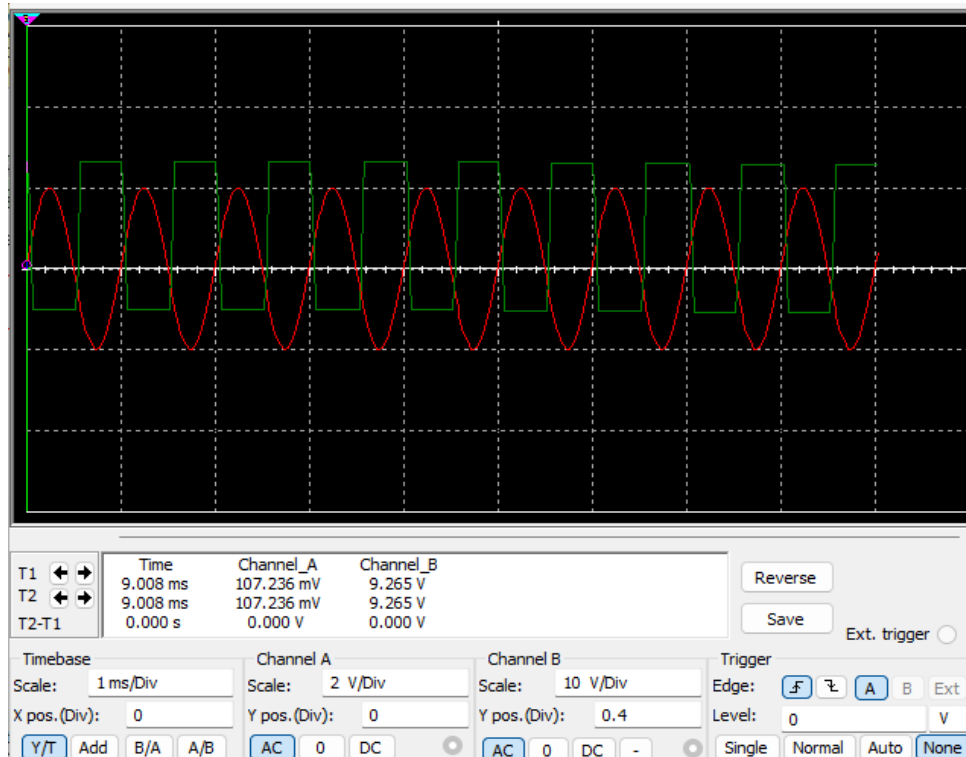 3
Time Channel_A Channel_B
T1 9.008 ms 107.236 mV 9.265 V
T2 9.008 ms 107.236 mV 9.265 V
T2-T1 0.000 s 0.000 V 0.000 V
Reverse
Save
Ext. trigger
Timebase
Scale: 1 ms/Div
X pos.(Div): 0
Y/T Add B/A A/B
Channel A
Scale: 2 V/Div
Y pos.(Div): 0
AC 0 DC
Channel B
Scale: 10 V/Div
Y pos.(Div): 0.4
AC 0 DC -
Trigger
Edge: A B Ext
Level: 0 V
Single Normal Auto None